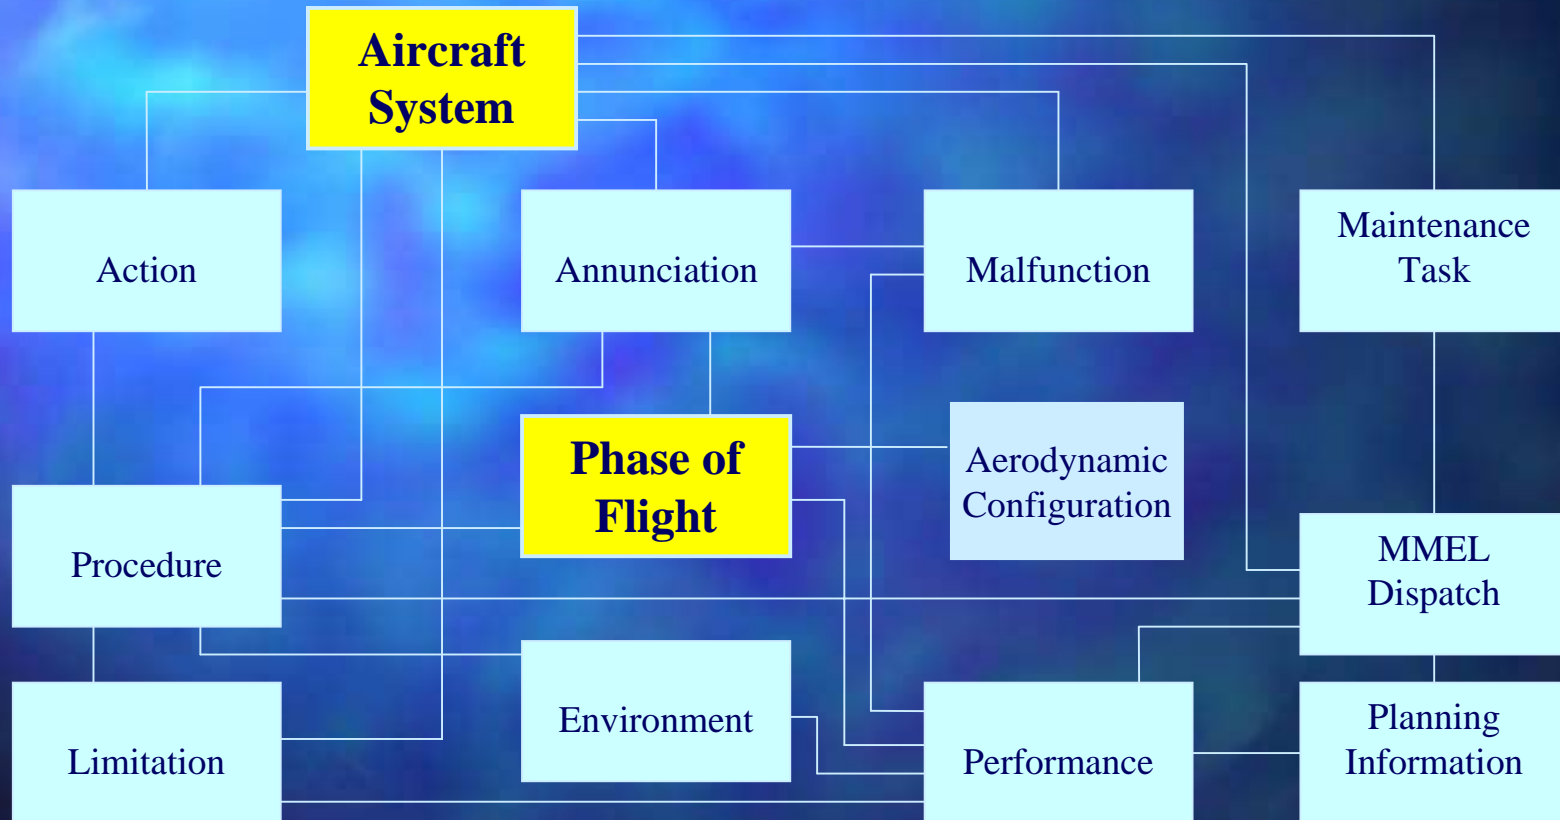 Aircraft
System
Action
Annunciation
Malfunction
Maintenance
Task
Phase of
Flight
Aerodynamic
Configuration
Procedure
MMEL
Dispatch
Environment
Limitation
Performance
Planning
Information